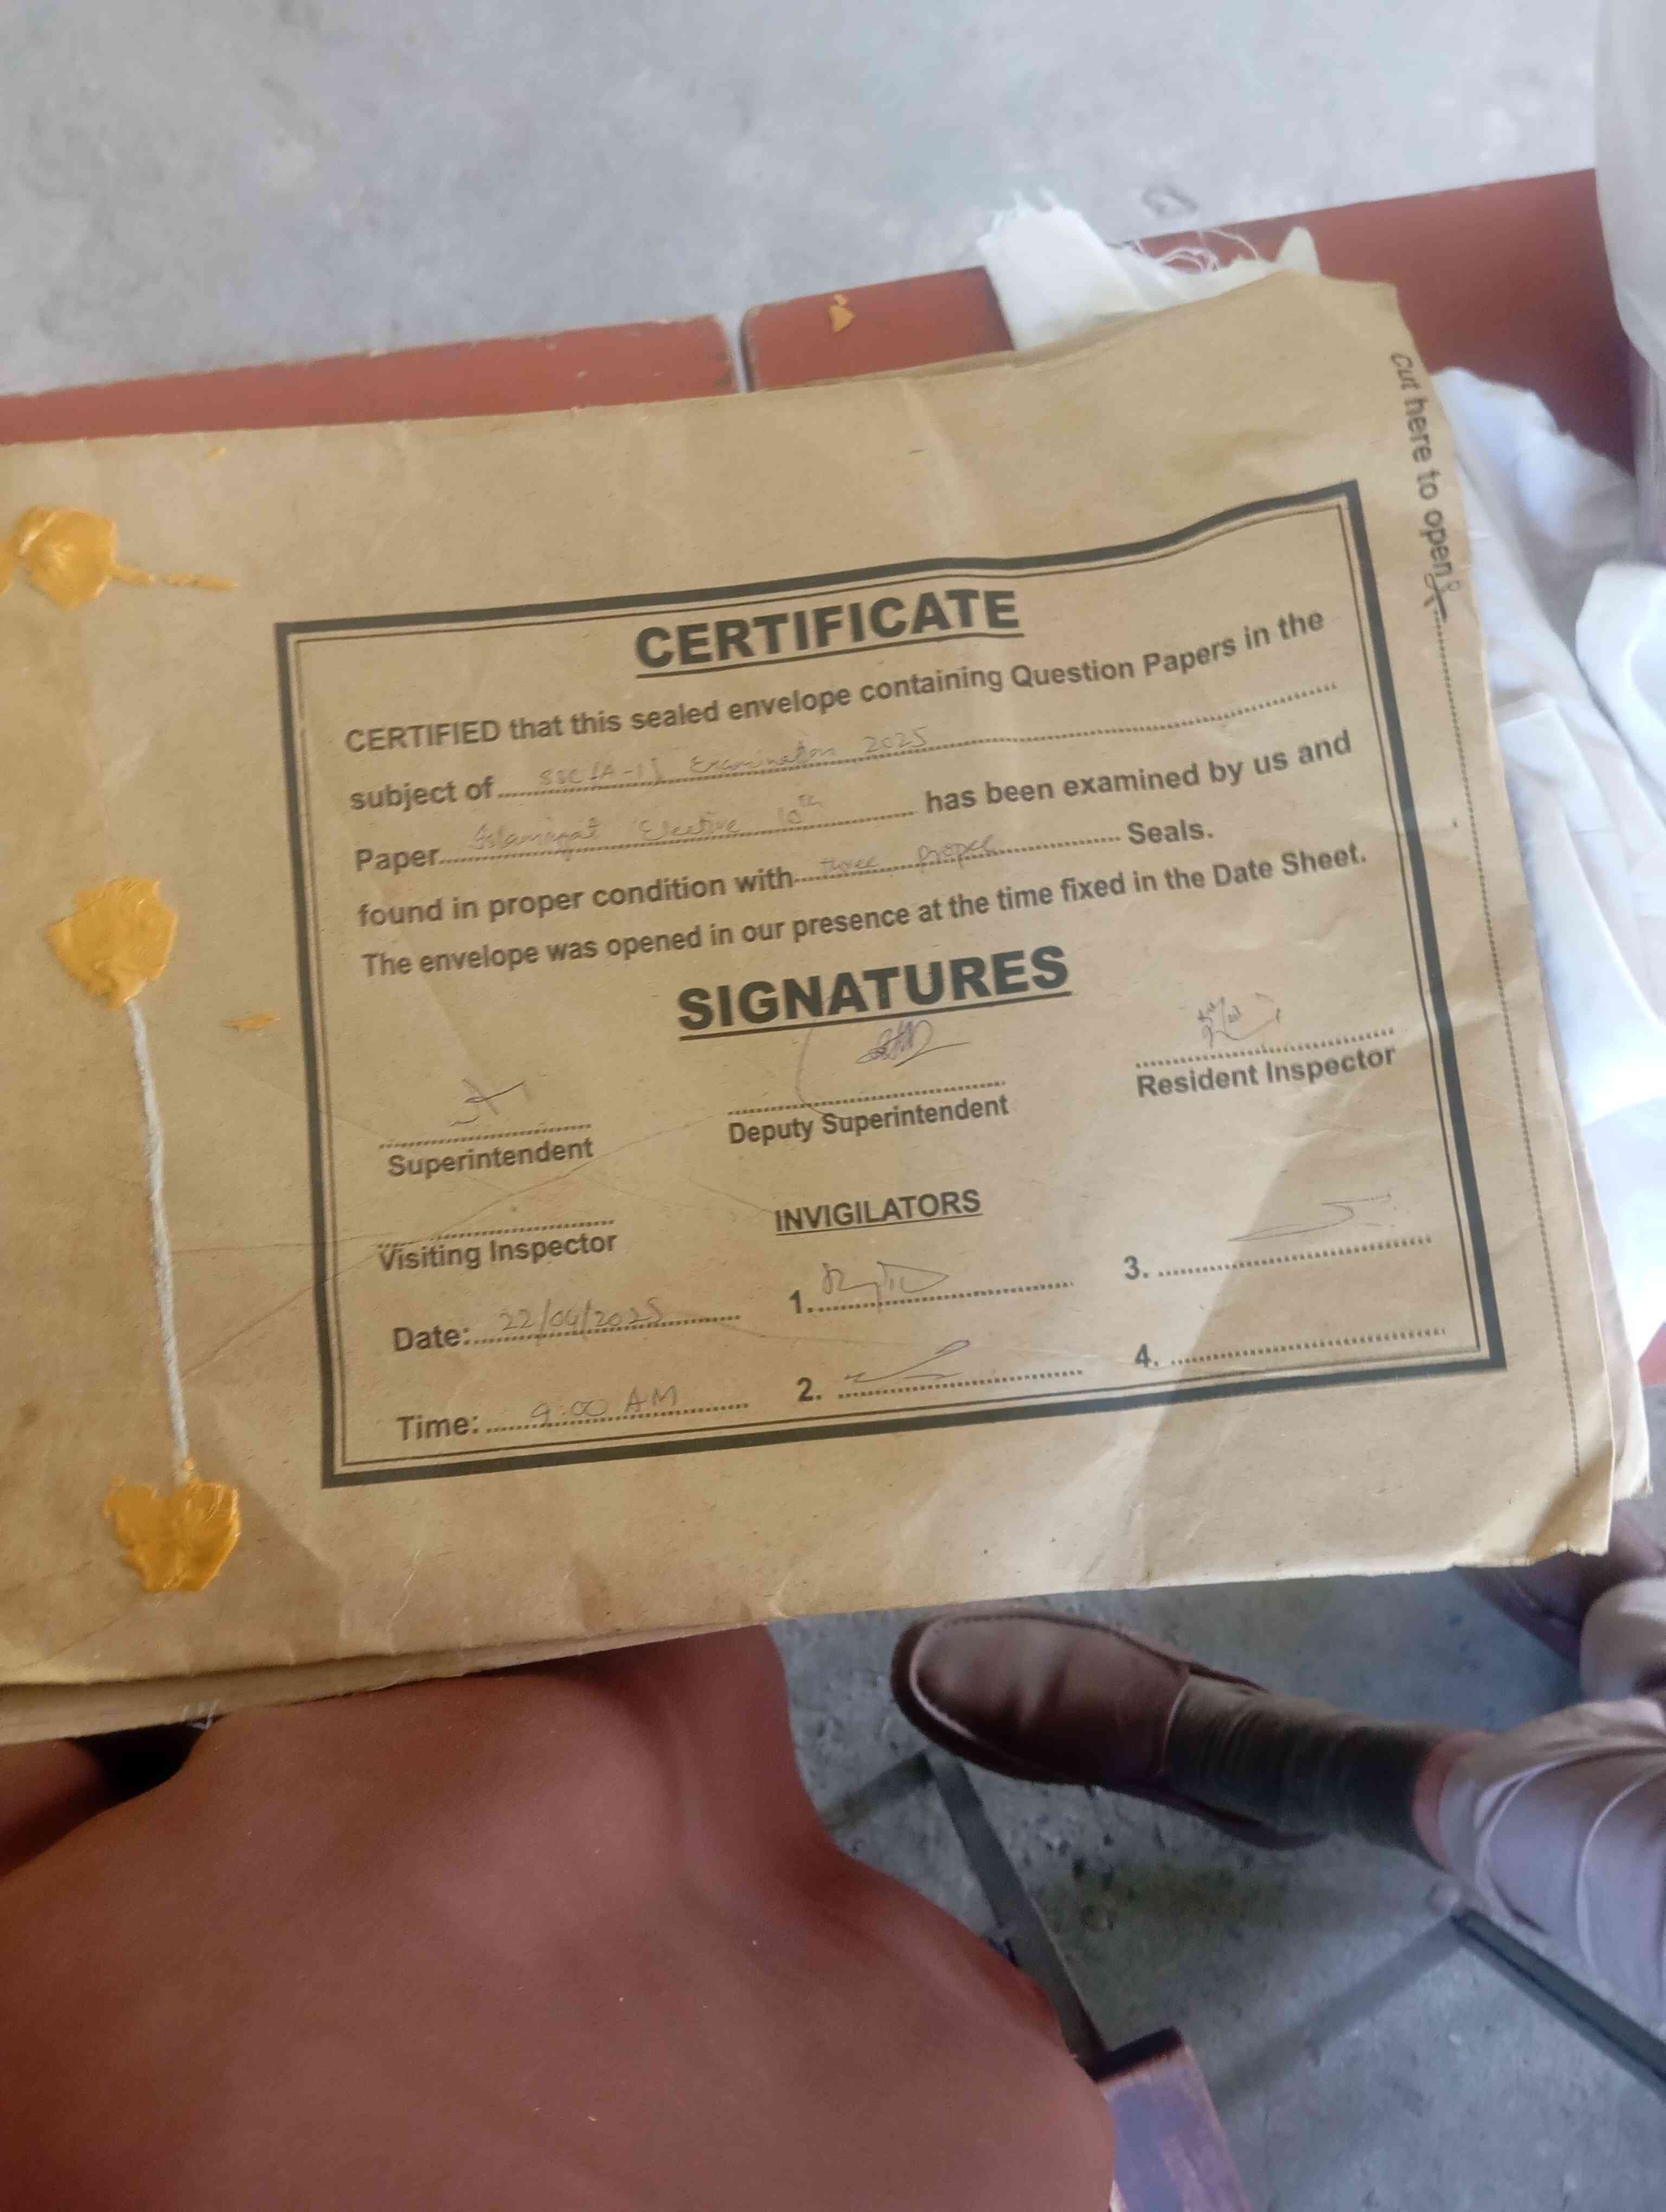 Cut here to open
CERTIFICATE
CERTIFIED that this sealed envelope containing Question Papers in the
subject of SSC (A-I) Examination 2025
Paper Islamiyat Elective 10th has been examined by us and
found in proper condition with three proper Seals.
The envelope was opened in our presence at the time fixed in the Date Sheet.
SIGNATURES
Superintendent
Deputy Superintendent
Resident Inspector
Visiting Inspector
INVIGILATORS
1.
2.
3.
4.
Date: 22/04/2025
Time: 9:00 AM